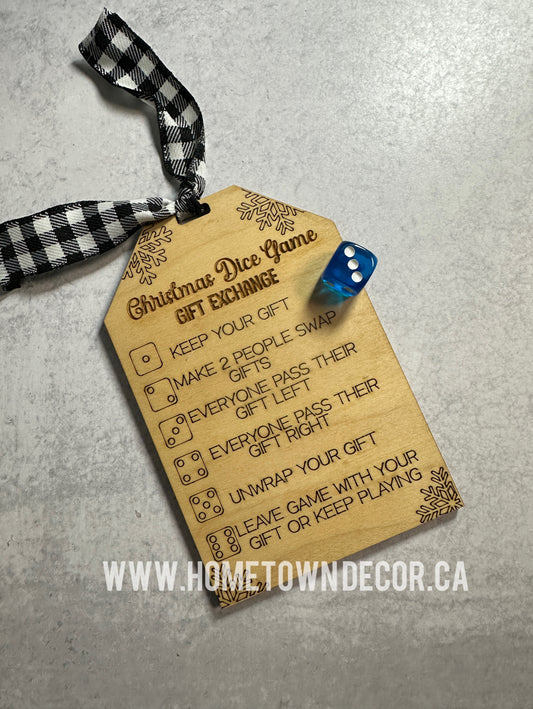 Christmas Dice Game
GIFT EXCHANGE
KEEP YOUR GIFT
MAKE 2 PEOPLE SWAP
GIFTS
EVERYONE PASS THEIR
GIFT LEFT
EVERYONE PASS THEIR
GIFT RIGHT
UNWRAP YOUR GIFT
LEAVE GAME WITH YOUR
GIFT OR KEEP PLAYING
WWW.HOMETOWNDECOR.CA